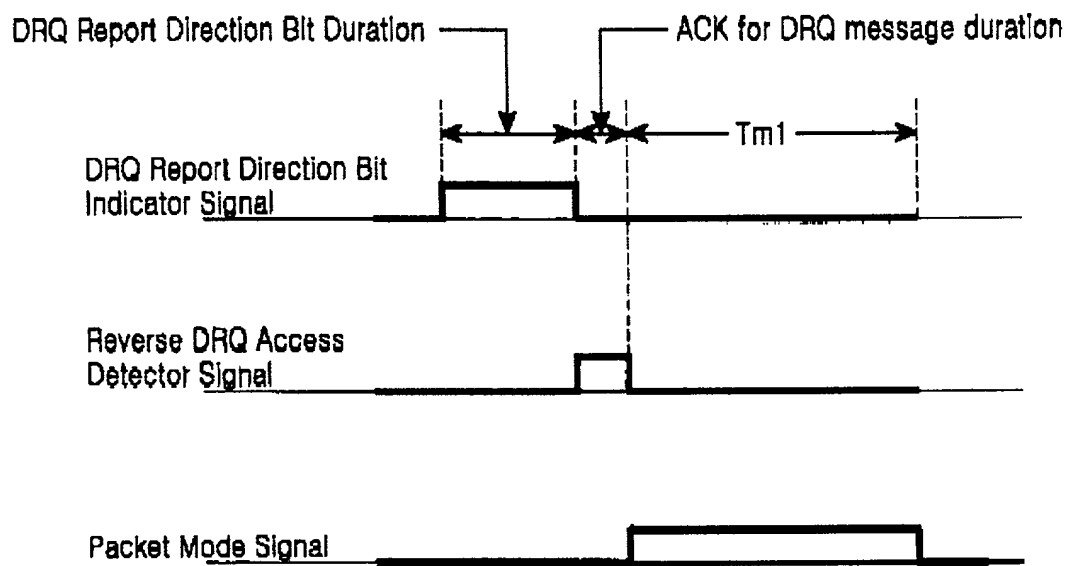 DRQ Report Direction Bit Duration
ACK for DRQ message duration
Tm1
DRQ Report Direction Bit
Indicator Signal
Reverse DRQ Access
Detector Signal
Packet Mode Signal